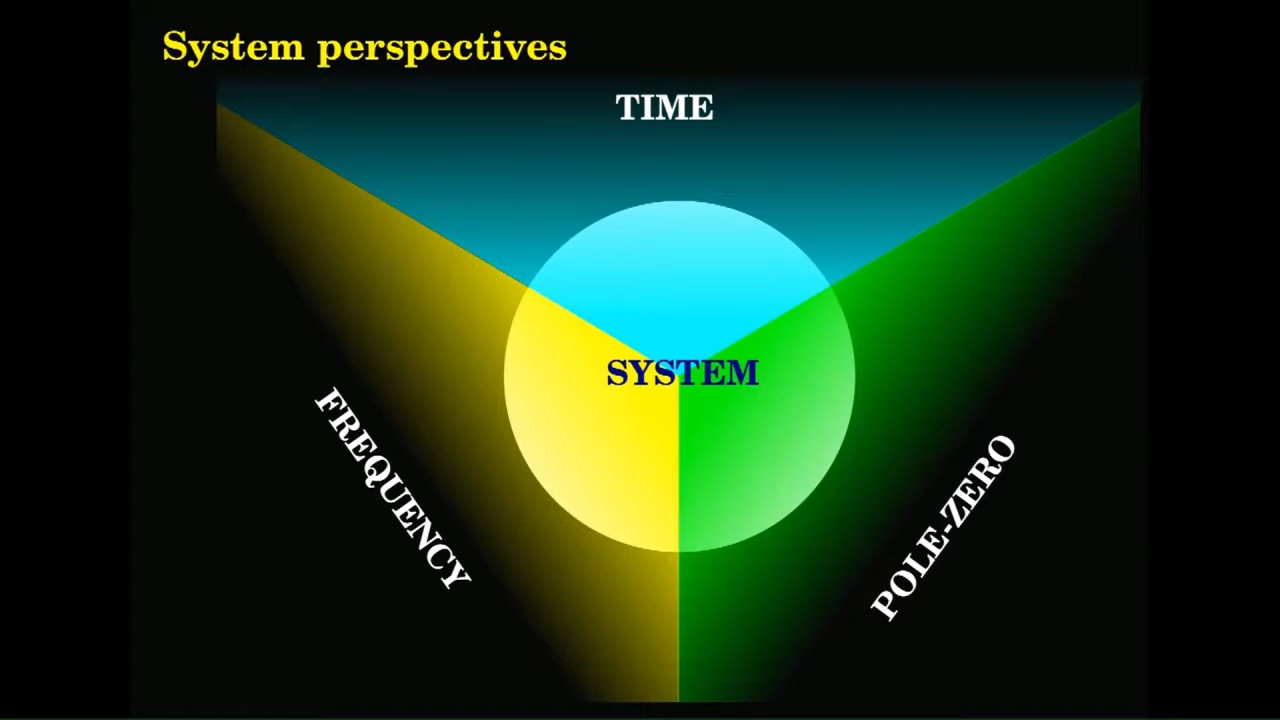 System perspectives
TIME
SYSTEM
FREQUENCY
POLE-ZERO